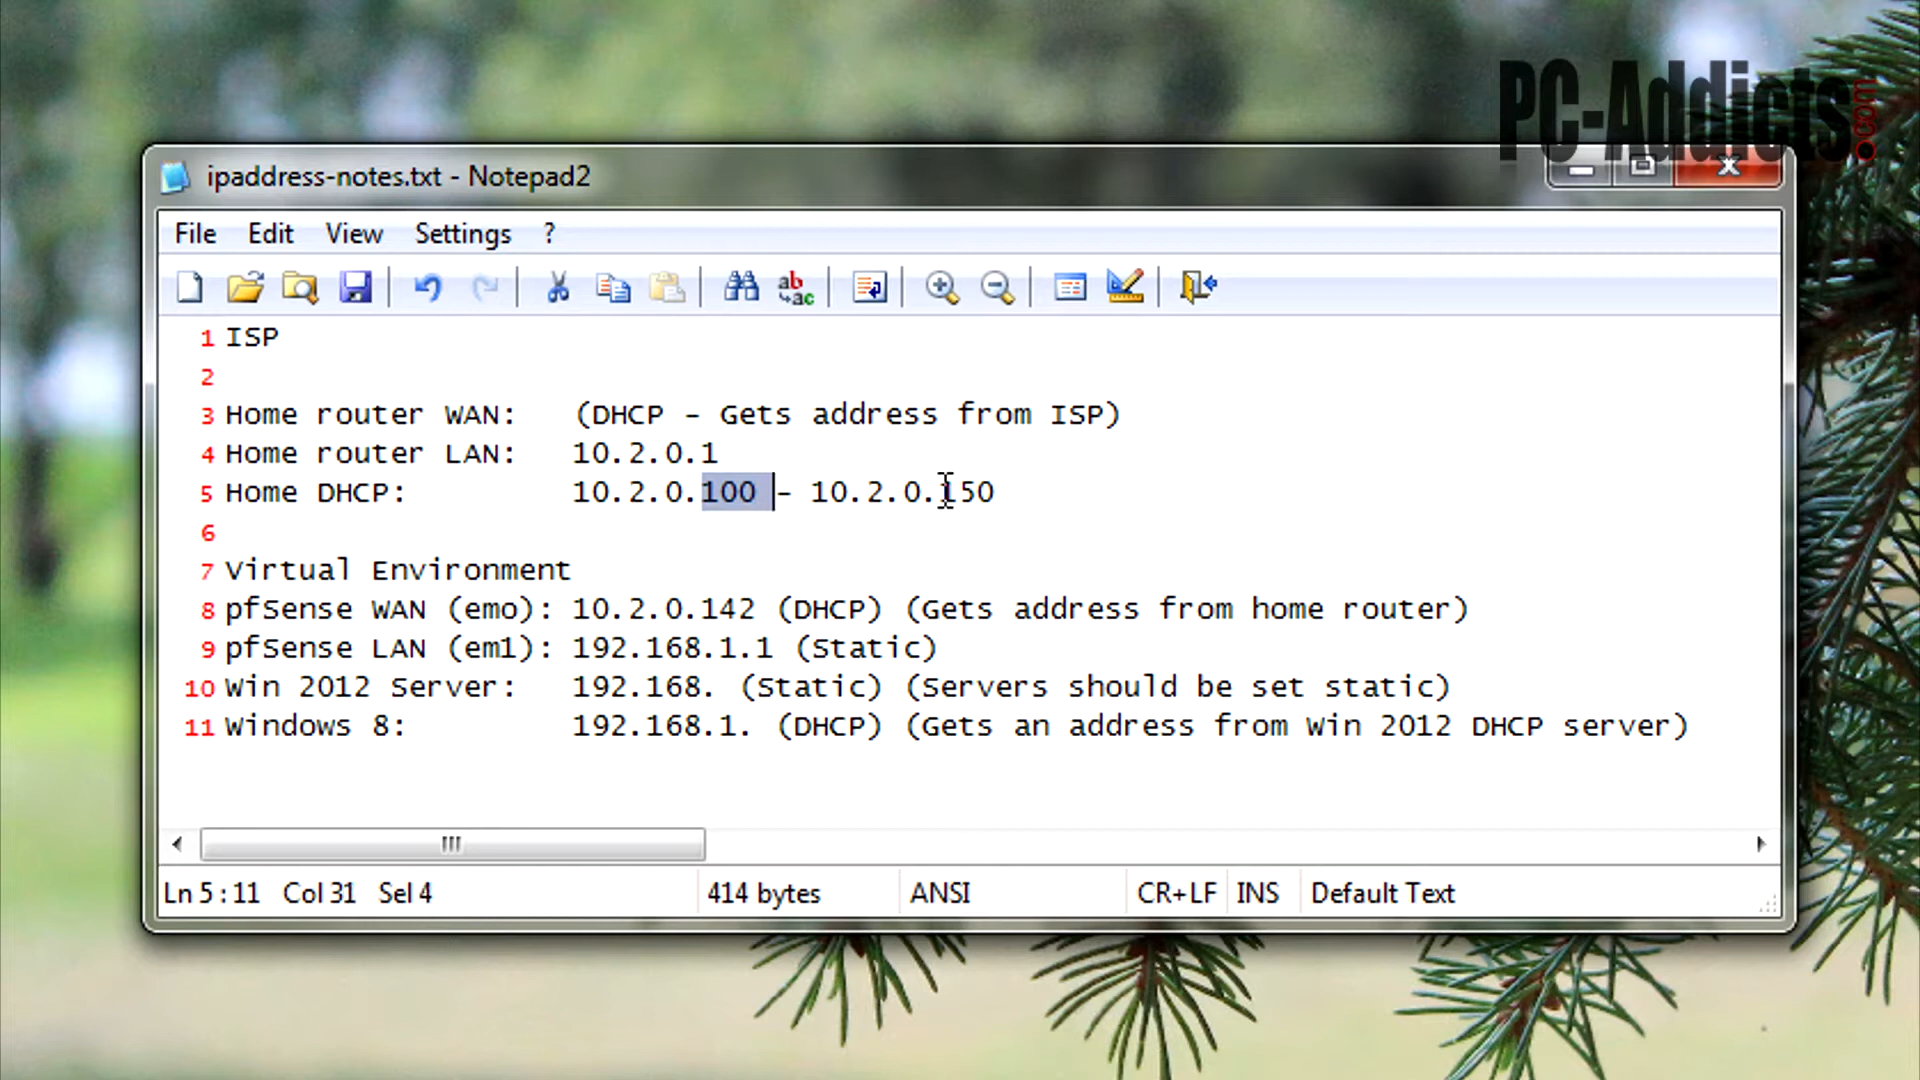 PC-Addicts.com
ipaddress-notes.txt - Notepad2
File Edit View Settings ?
ab
ac
1 ISP
2
3 Home router WAN: (DHCP - Gets address from ISP)
4 Home router LAN: 10.2.0.1
5 Home DHCP: 10.2.0.100 - 10.2.0.150
6
7 Virtual Environment
8 pfSense WAN (emo): 10.2.0.142 (DHCP) (Gets address from home router)
9 pfSense LAN (em1): 192.168.1.1 (Static)
10 Win 2012 Server: 192.168. (Static) (Servers should be set static)
11 Windows 8: 192.168.1. (DHCP) (Gets an address from Win 2012 DHCP server)
Ln 5 : 11 Col 31 Sel 4 414 bytes ANSI CR+LF INS Default Text